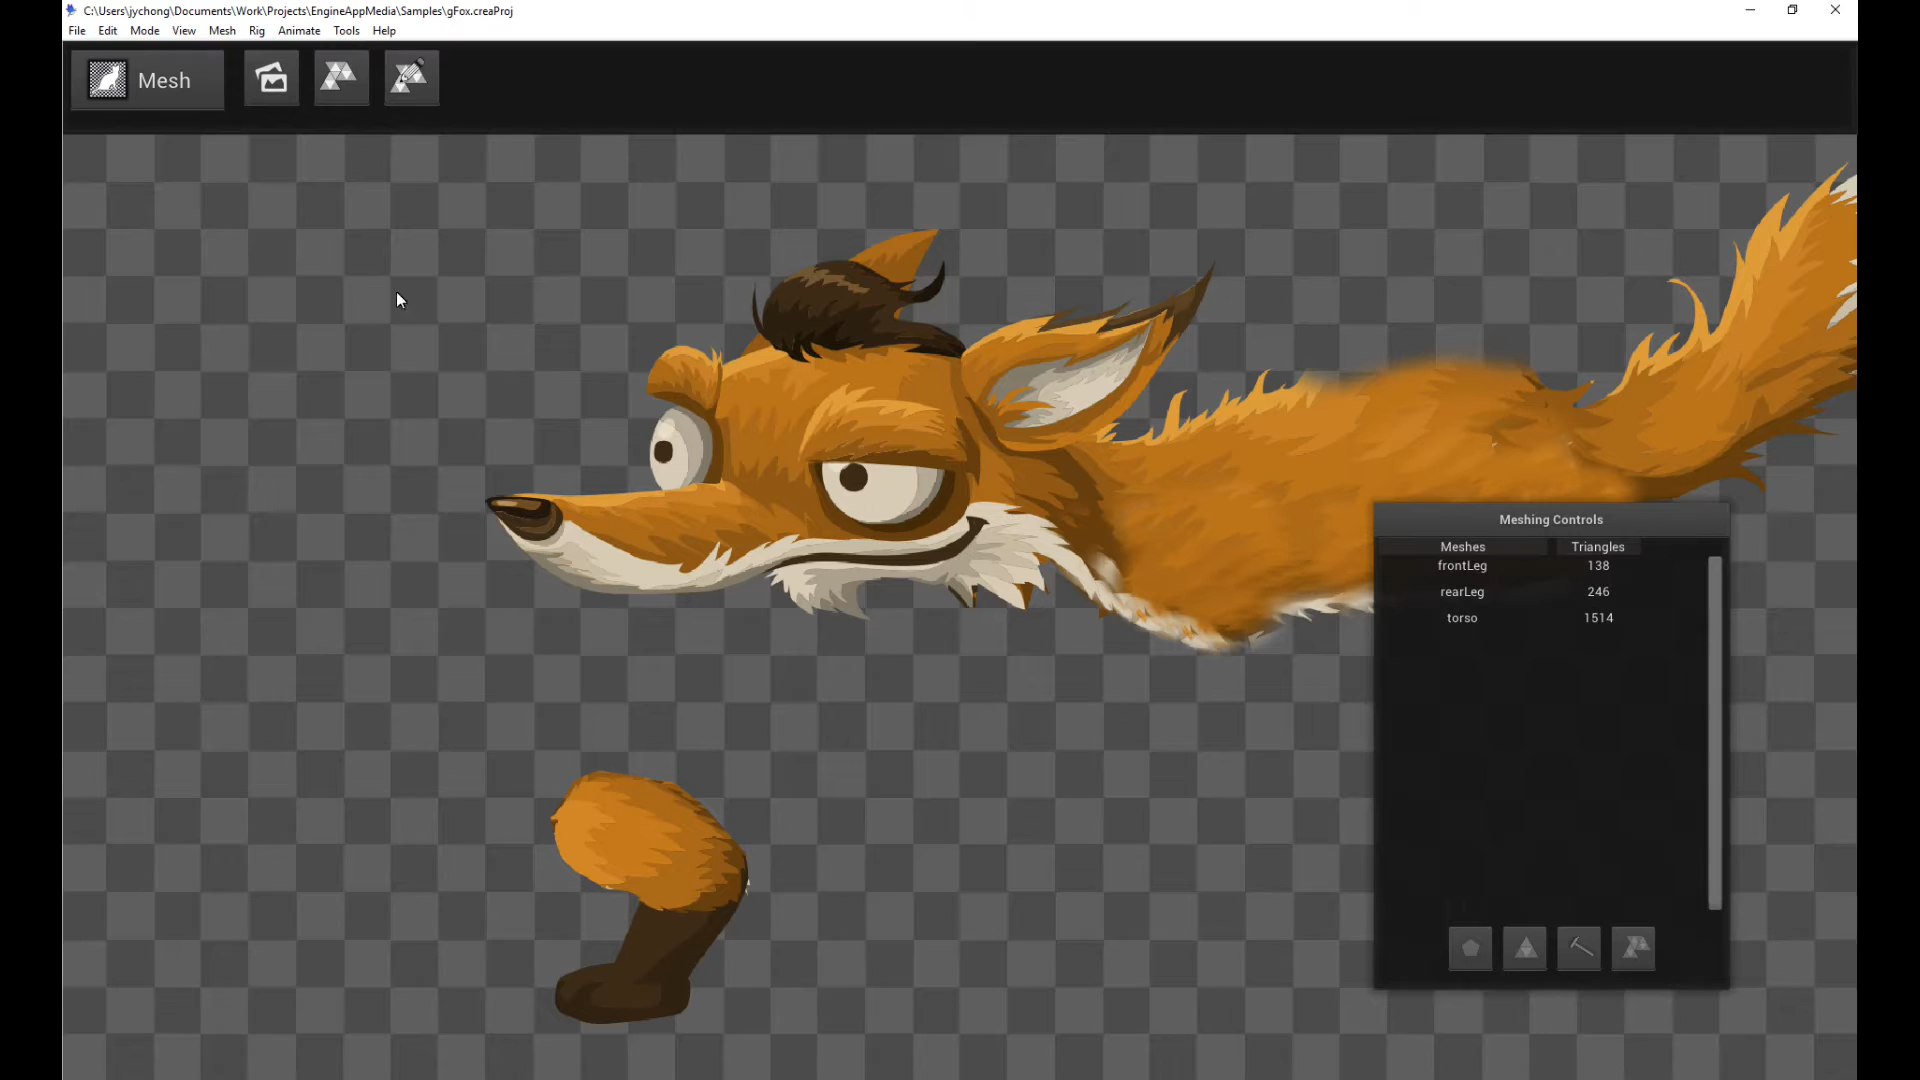 C:\Users\jychong\Documents\Work\Projects\EngineAppMedia\Samples\gFox.creaProj
File Edit Mode View Mesh Rig Animate Tools Help
Mesh
Meshing Controls
Meshes Triangles
frontLeg 138
rearLeg 246
torso 1514